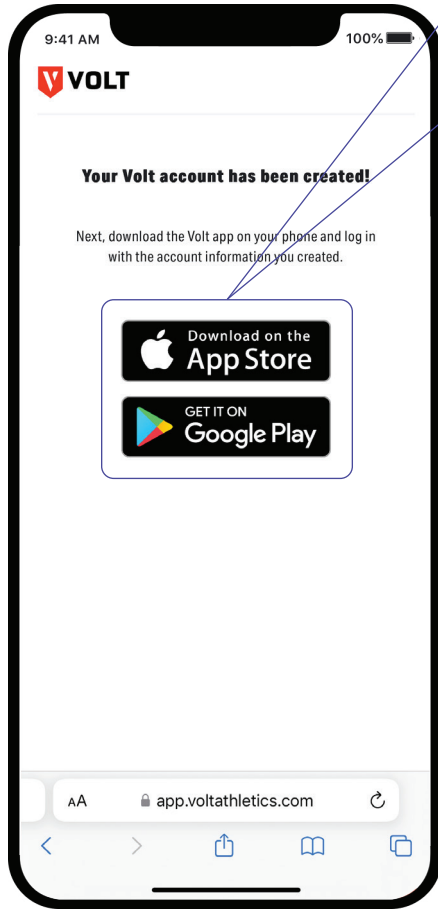 9:41 AM 100%
VOLT
Your Volt account has been created!
Next, download the Volt app on your phone and log in
with the account information you created.
Download on the
App Store
GET IT ON
Google Play
AA app.voltathletics.com